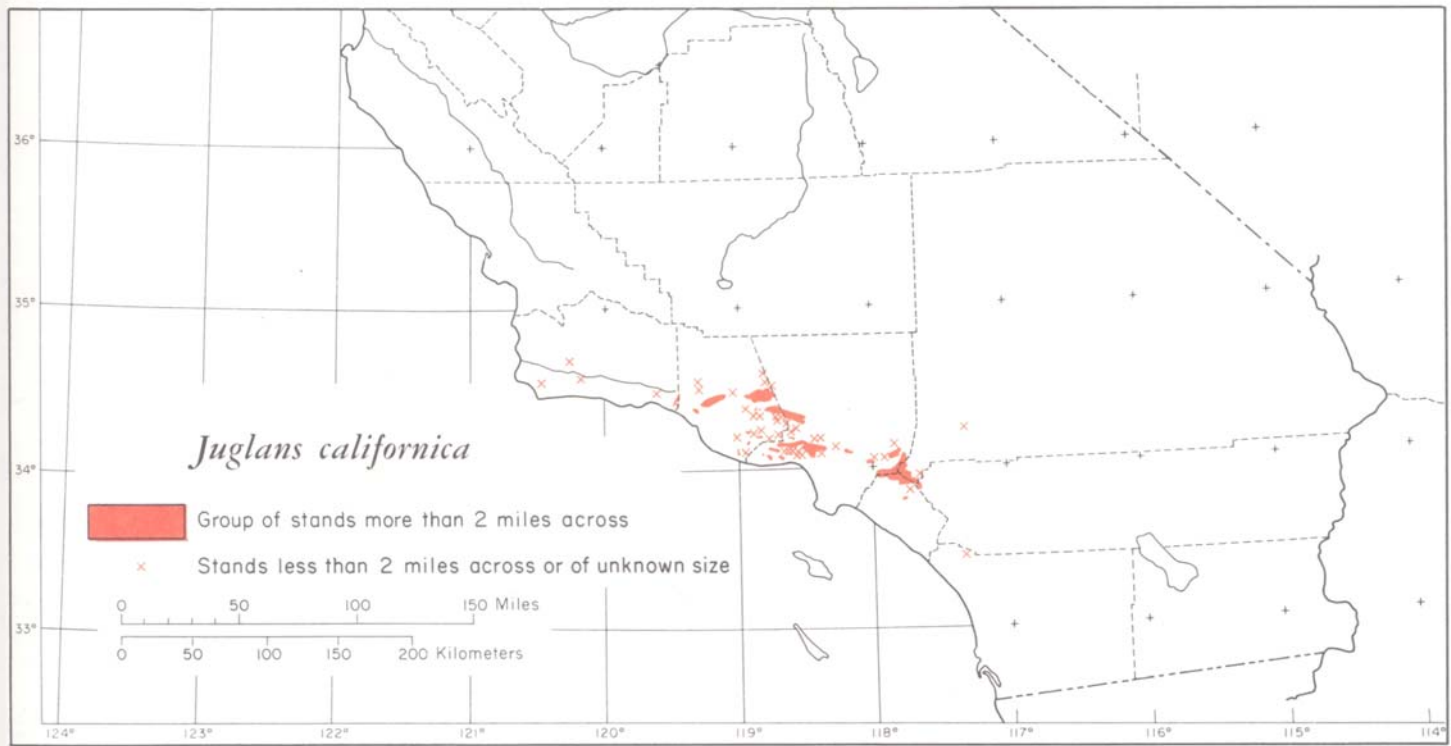 36°
35°
34°
33°
Juglans californica
Group of stands more than 2 miles across
× Stands less than 2 miles across or of unknown size
0 50 100 150 Miles
0 50 100 150 200 Kilometers
124° 123° 122° 121° 120° 119° 118° 117° 116° 115° 114°